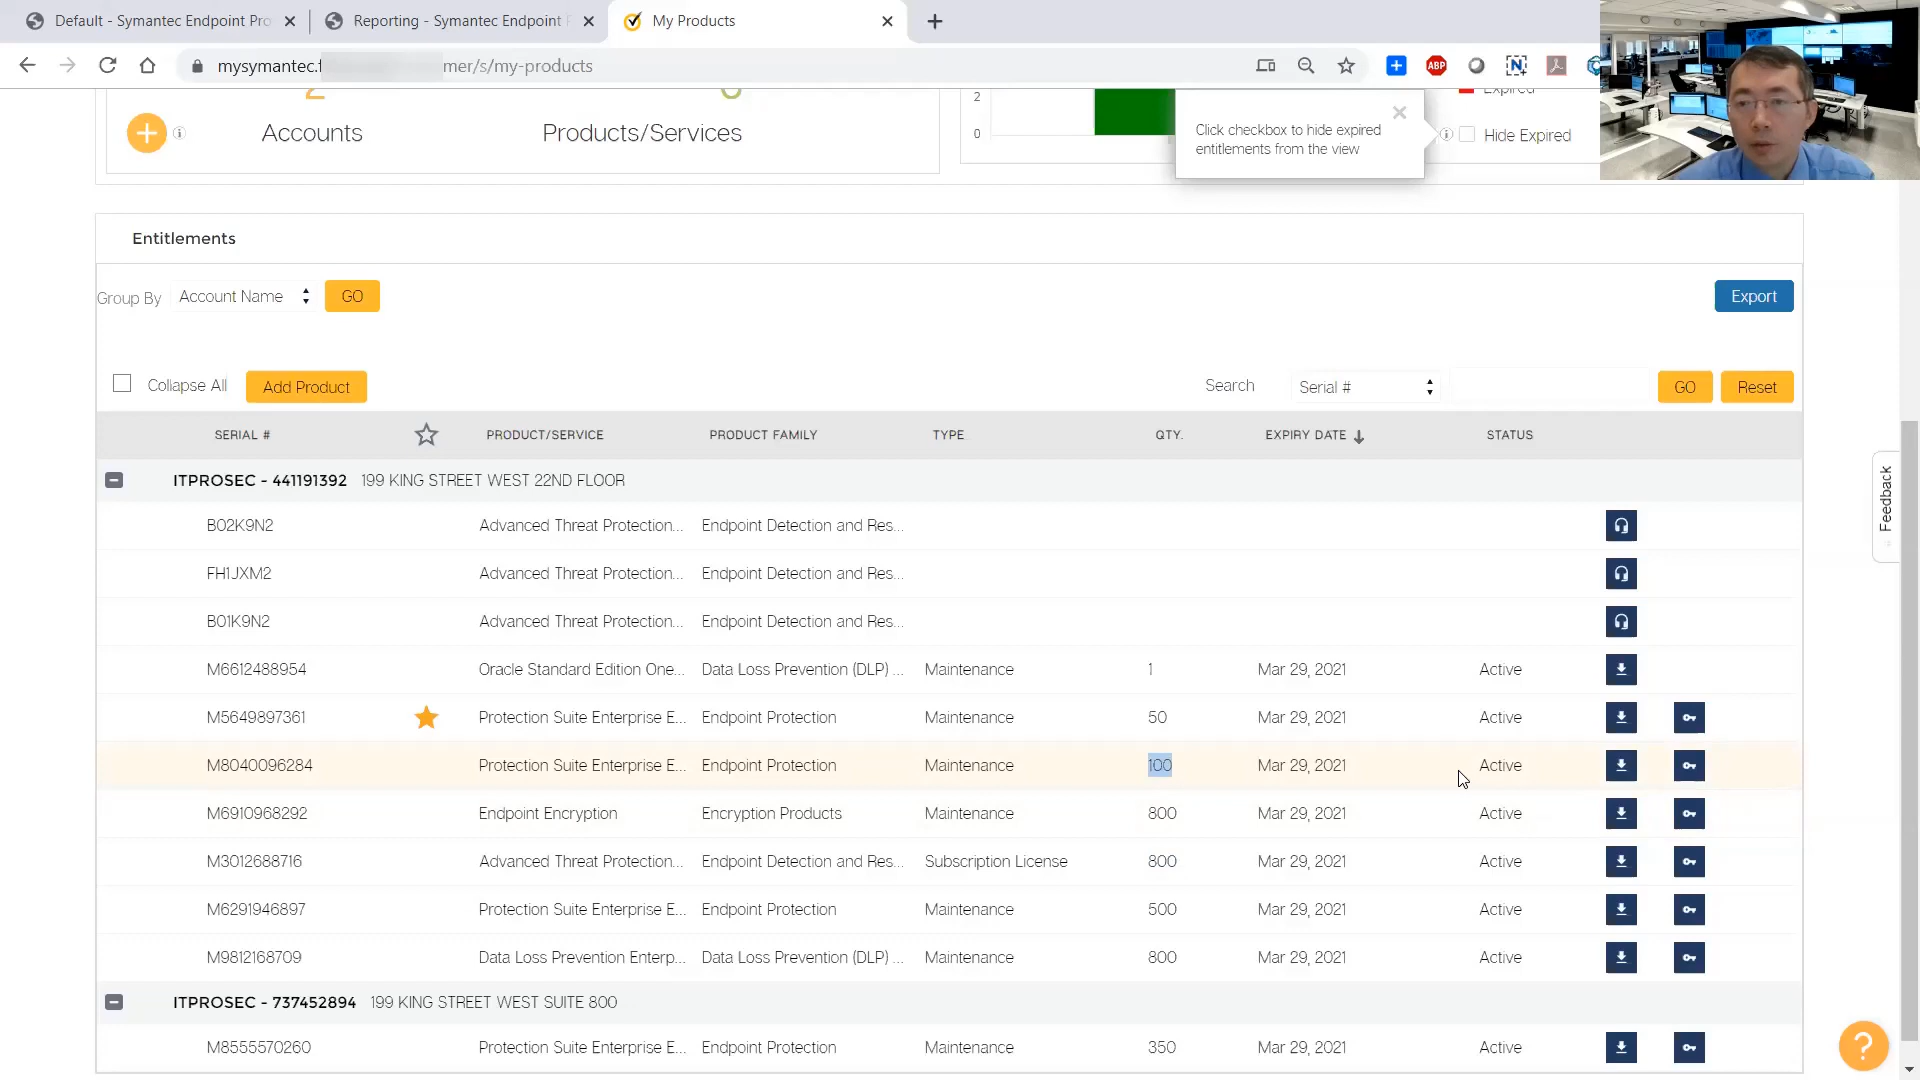 Default - Symantec Endpoint Pro
Reporting - Symantec Endpoint P
My Products
mysymantec.f mer/s/my-products
ABP
2
Accounts
Products/Services
2
0
Expired
Click checkbox to hide expired
entitlements from the view
Hide Expired
Entitlements
Group By Account Name GO Export
Collapse All Add Product Search Serial # GO Reset
SERIAL # PRODUCT/SERVICE PRODUCT FAMILY TYPE QTY. EXPIRY DATE STATUS
ITPROSEC - 441191392 199 KING STREET WEST 22ND FLOOR
B02K9N2 Advanced Threat Protection... Endpoint Detection and Res...
FH1JXM2 Advanced Threat Protection... Endpoint Detection and Res...
B01K9N2 Advanced Threat Protection... Endpoint Detection and Res...
M6612488954 Oracle Standard Edition One... Data Loss Prevention (DLP) ... Maintenance 1 Mar 29, 2021 Active
M5649897361 Protection Suite Enterprise E... Endpoint Protection Maintenance 50 Mar 29, 2021 Active
M8040096284 Protection Suite Enterprise E... Endpoint Protection Maintenance 100 Mar 29, 2021 Active
M6910968292 Endpoint Encryption Encryption Products Maintenance 800 Mar 29, 2021 Active
M3012688716 Advanced Threat Protection... Endpoint Detection and Res... Subscription License 800 Mar 29, 2021 Active
M6291946897 Protection Suite Enterprise E... Endpoint Protection Maintenance 500 Mar 29, 2021 Active
M9812168709 Data Loss Prevention Enterp... Data Loss Prevention (DLP) ... Maintenance 800 Mar 29, 2021 Active
ITPROSEC - 737452894 199 KING STREET WEST SUITE 800
M8555570260 Protection Suite Enterprise E... Endpoint Protection Maintenance 350 Mar 29, 2021 Active
Feedback
?